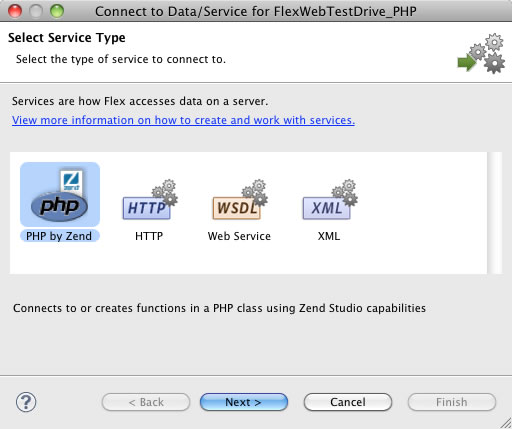 Connect to Data/Service for FlexWebTestDrive_PHP
Select Service Type
Select the type of service to connect to.
Services are how Flex accesses data on a server.
View more information on how to create and work with services.
Zend
php
HTTP
WSDL
XML
PHP by Zend
HTTP
Web Service
XML
Connects to or creates functions in a PHP class using Zend Studio capabilities
?
< Back
Next >
Cancel
Finish